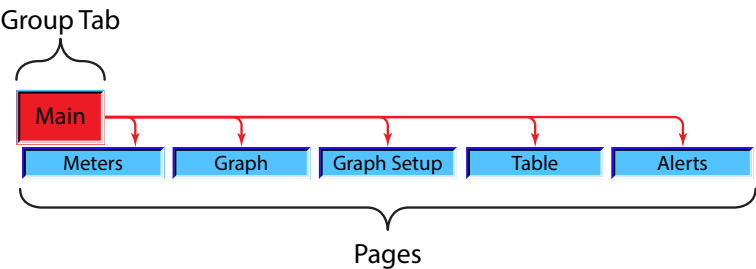 Group Tab
Main
Meters Graph Graph Setup Table Alerts
Pages